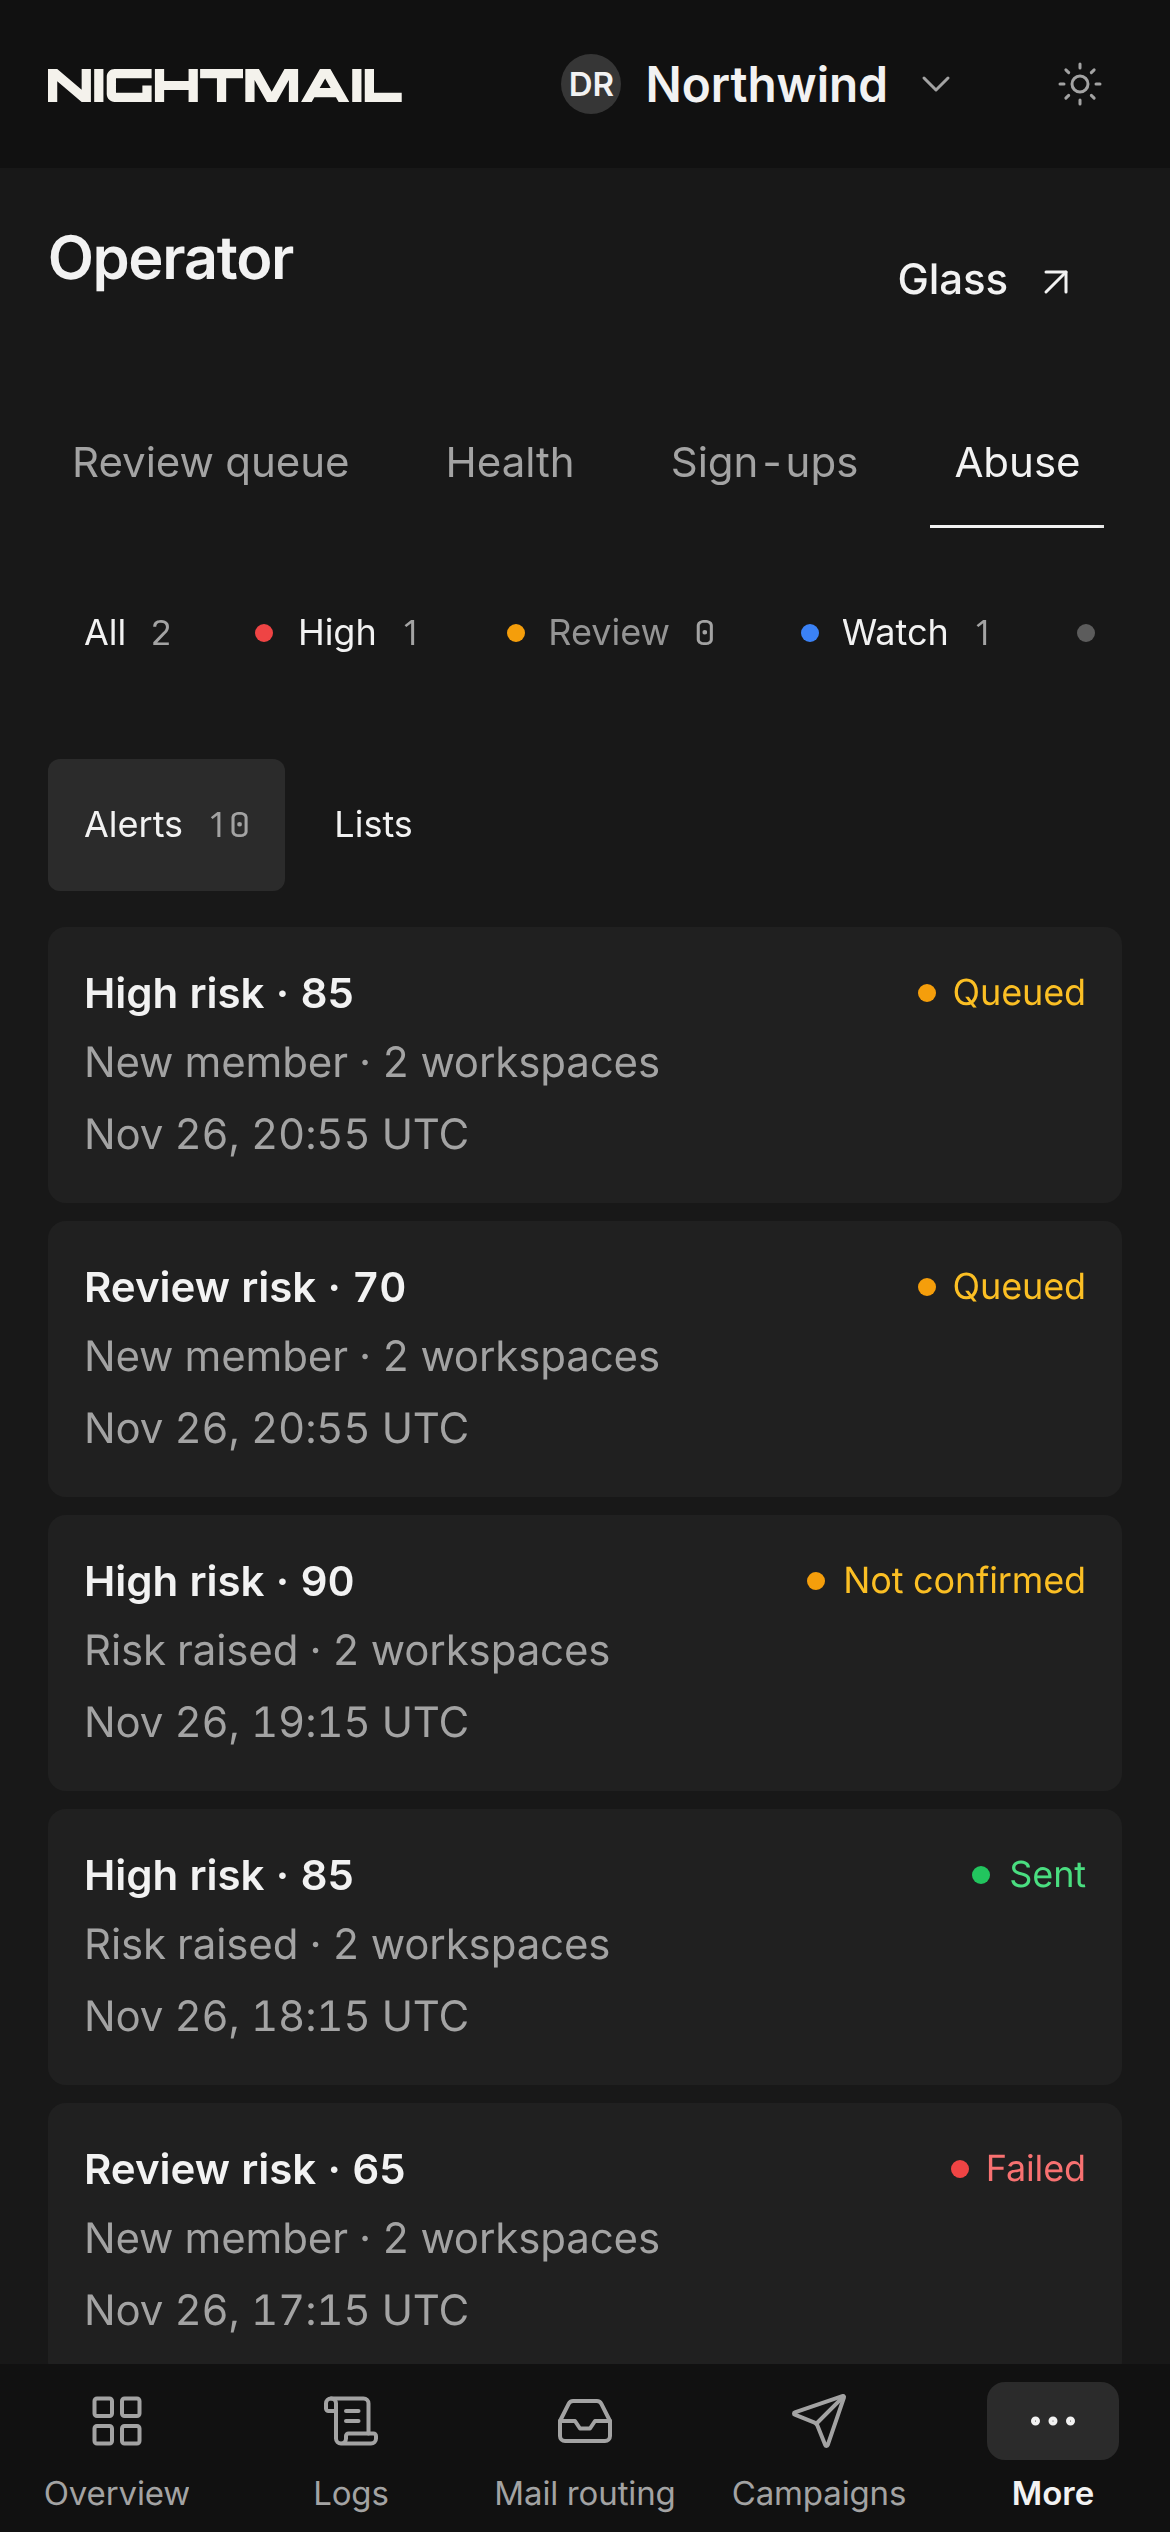 NIGHTMAIL DR Northwind
Operator
Glass
Review queue Health Sign-ups Abuse
All 2 High 1 Review 0 Watch 1
Alerts 10 Lists
High risk · 85 Queued
New member · 2 workspaces
Nov 26, 20:55 UTC
Review risk · 70 Queued
New member · 2 workspaces
Nov 26, 20:55 UTC
High risk · 90 Not confirmed
Risk raised · 2 workspaces
Nov 26, 19:15 UTC
High risk · 85 Sent
Risk raised · 2 workspaces
Nov 26, 18:15 UTC
Review risk · 65 Failed
New member · 2 workspaces
Nov 26, 17:15 UTC
Overview Logs Mail routing Campaigns More